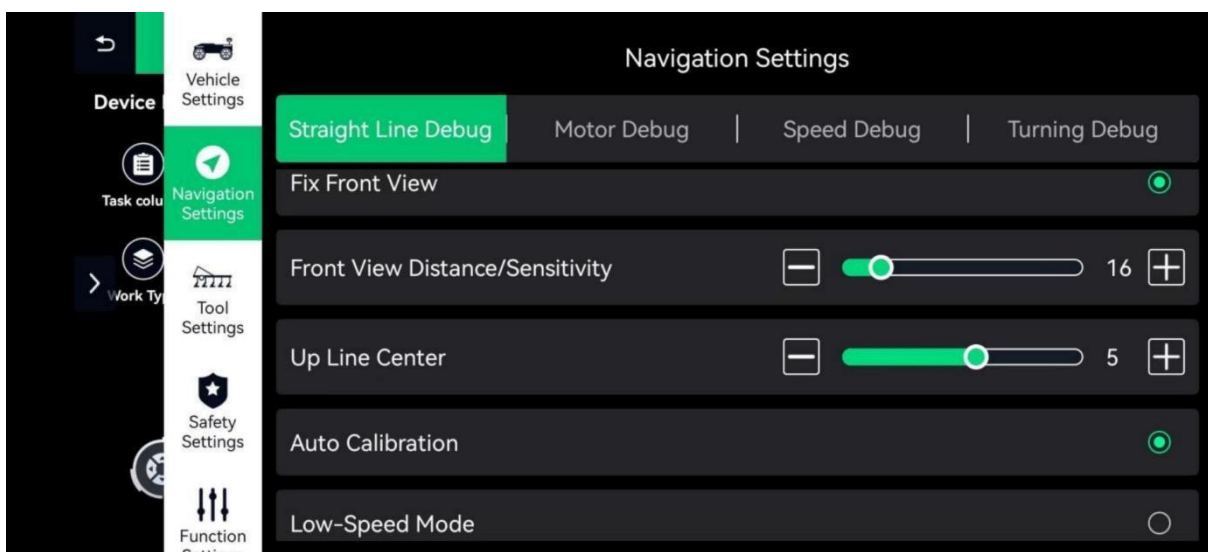 Navigation Settings
Device
Task colu
Work Ty
Vehicle
Settings
Navigation
Settings
Tool
Settings
Safety
Settings
Function
Straight Line Debug
Motor Debug
Speed Debug
Turning Debug
Fix Front View
Front View Distance/Sensitivity
16
Up Line Center
5
Auto Calibration
Low-Speed Mode